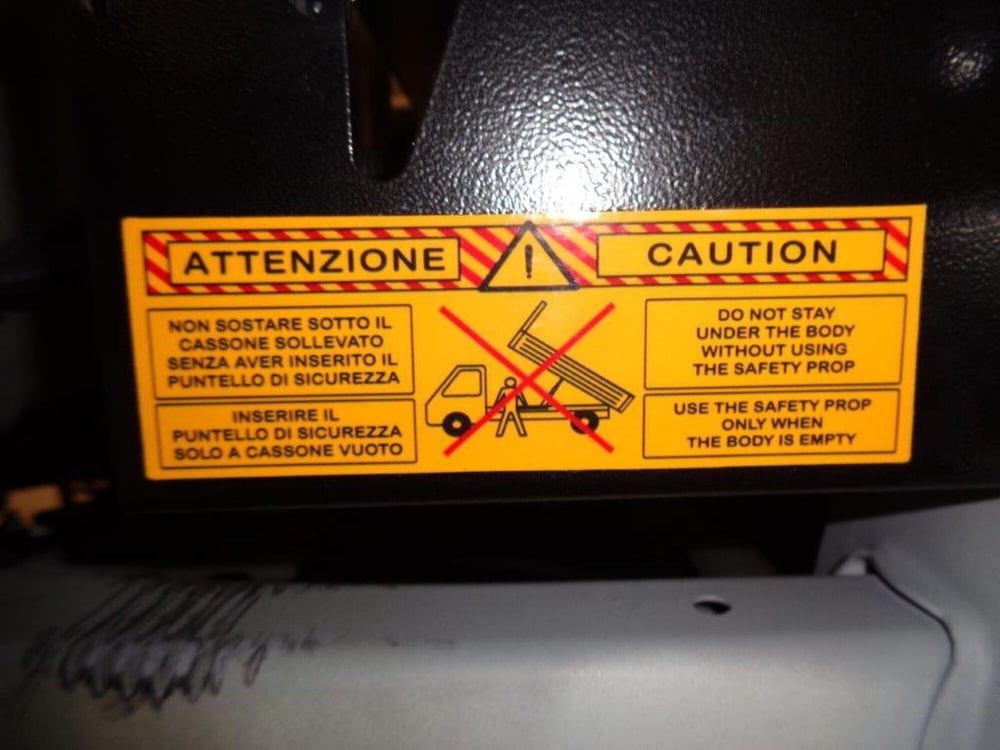 ATTENZIONE
NON SOSTARE SOTTO IL
CASSONE SOLLEVATO
SENZA AVER INSERITO IL
PUNTELLO DI SICUREZZA
INSERIRE IL
PUNTELLO DI SICUREZZA
SOLO A CASSONE VUOTO
!
CAUTION
DO NOT STAY
UNDER THE BODY
WITHOUT USING
THE SAFETY PROP
USE THE SAFETY PROP
ONLY WHEN
THE BODY IS EMPTY